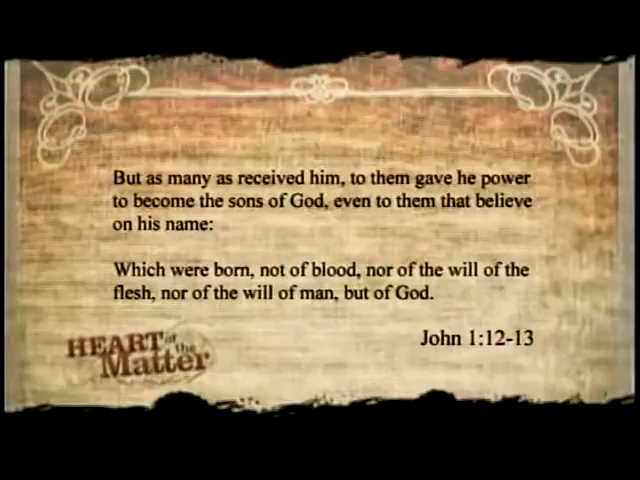 But as many as received him, to them gave he power
to become the sons of God, even to them that believe
on his name:
Which were born, not of blood, nor of the will of the
flesh, nor of the will of man, but of God.
John 1:12-13
HEART of
the
Matter